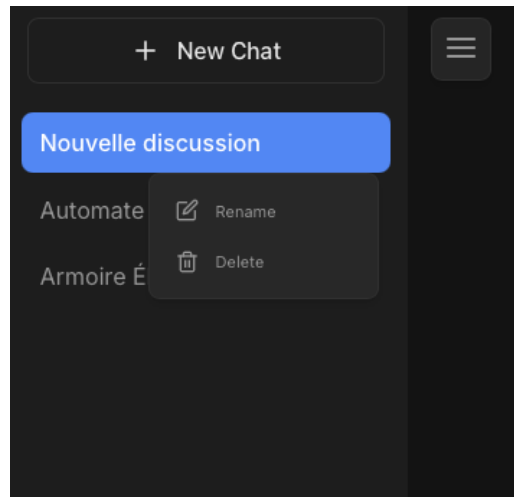 New Chat
Nouvelle discussion
Automate
Rename
Armoire É
Delete